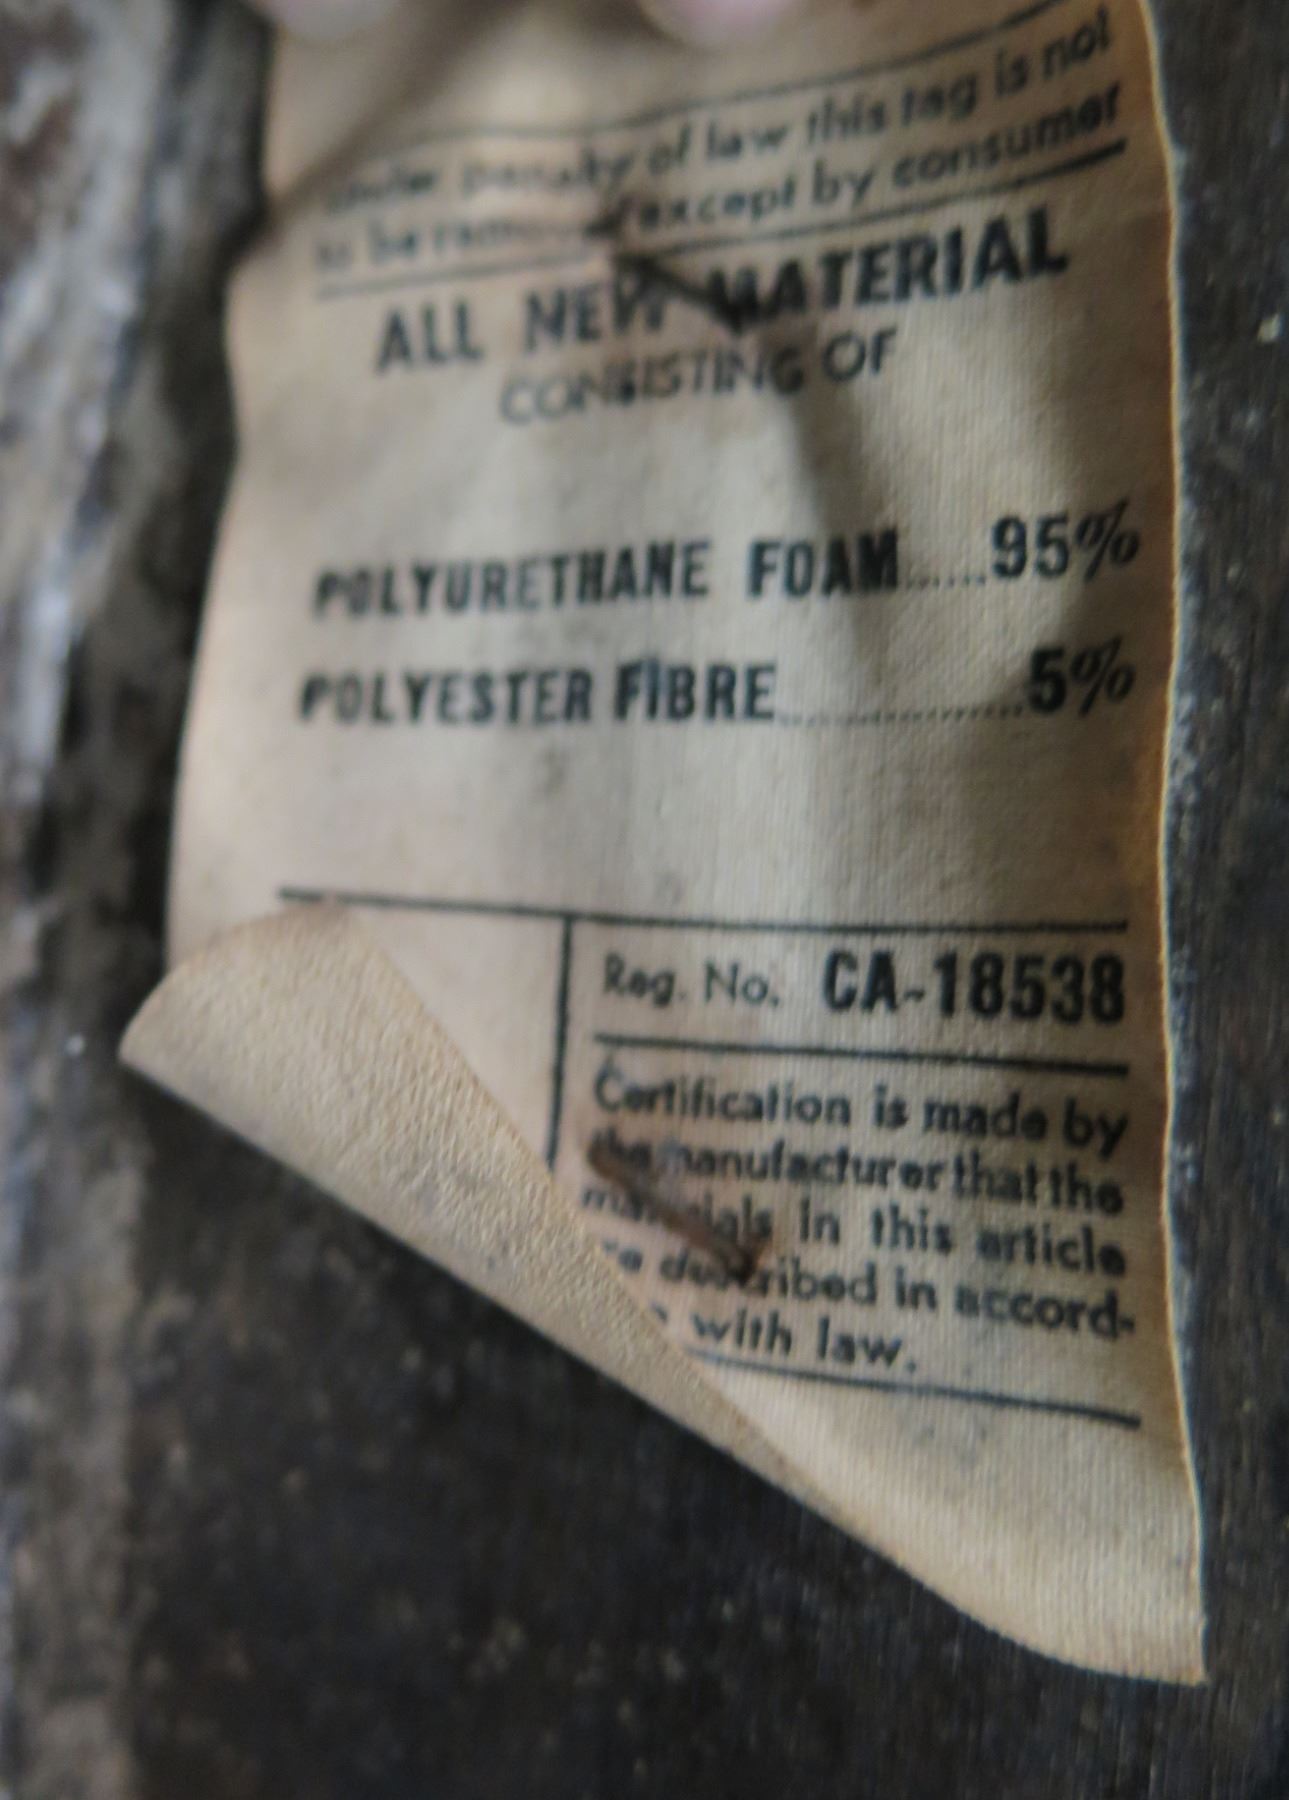 under penalty of law this tag is not
to be removed except by consumer
ALL NEW MATERIAL
CONSISTING OF
POLYURETHANE FOAM......95%
POLYESTER FIBRE..................5%
Reg. No. CA-18538
Certification is made by
the manufacturer that the
materials in this article
described in accord-
with law.